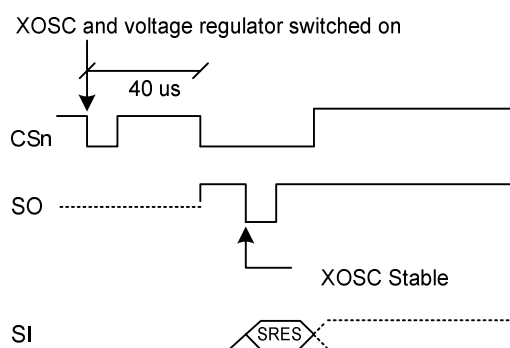 XOSC and voltage regulator switched on
40 us
CSn
SO
XOSC Stable
SI
SRES